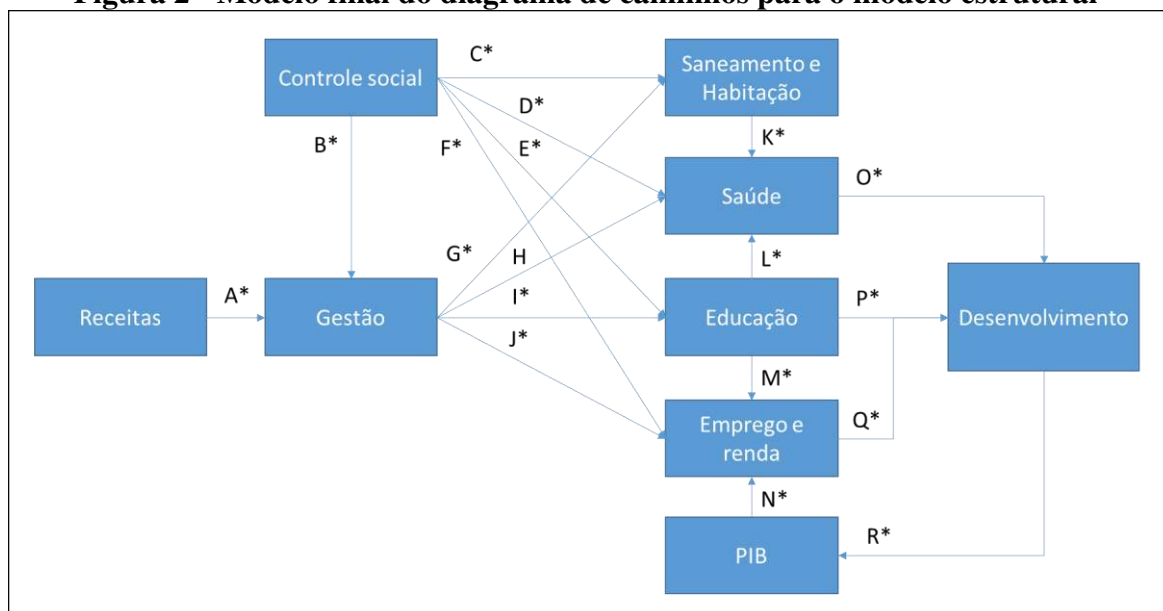 Figura 2 - Modelo final do diagrama de caminhos para o modelo estrutural
C*
Controle social
Saneamento e
Habitação
D*
B*
F*
E*
K*
Saúde
O*
G*
H
L*
A*
I*
P*
Receitas
Gestão
Educação
Desenvolvimento
J*
M*
Emprego e
renda
Q*
N*
PIB
R*